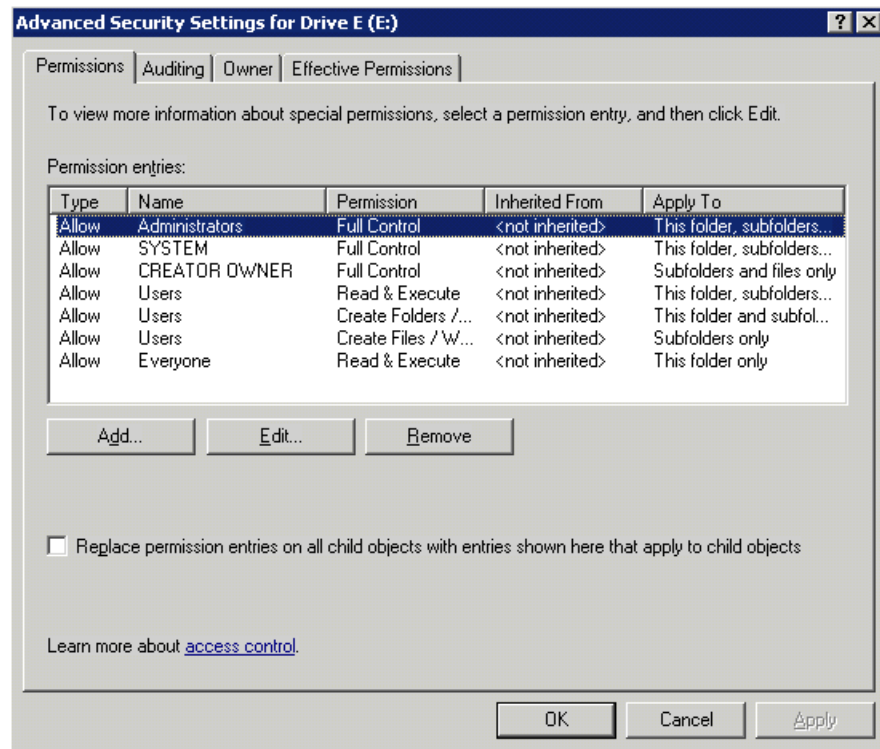 Advanced Security Settings for Drive E (E:)
Permissions Auditing Owner Effective Permissions
To view more information about special permissions, select a permission entry, and then click Edit.
Permission entries:
Type Name Permission Inherited From Apply To
Allow Administrators Full Control <not inherited> This folder, subfolders...
Allow SYSTEM Full Control <not inherited> This folder, subfolders...
Allow CREATOR OWNER Full Control <not inherited> Subfolders and files only
Allow Users Read & Execute <not inherited> This folder, subfolders...
Allow Users Create Folders /... <not inherited> This folder and subfol...
Allow Users Create Files / W... <not inherited> Subfolders only
Allow Everyone Read & Execute <not inherited> This folder only
Add... Edit... Remove
Replace permission entries on all child objects with entries shown here that apply to child objects
Learn more about access control.
OK Cancel Apply